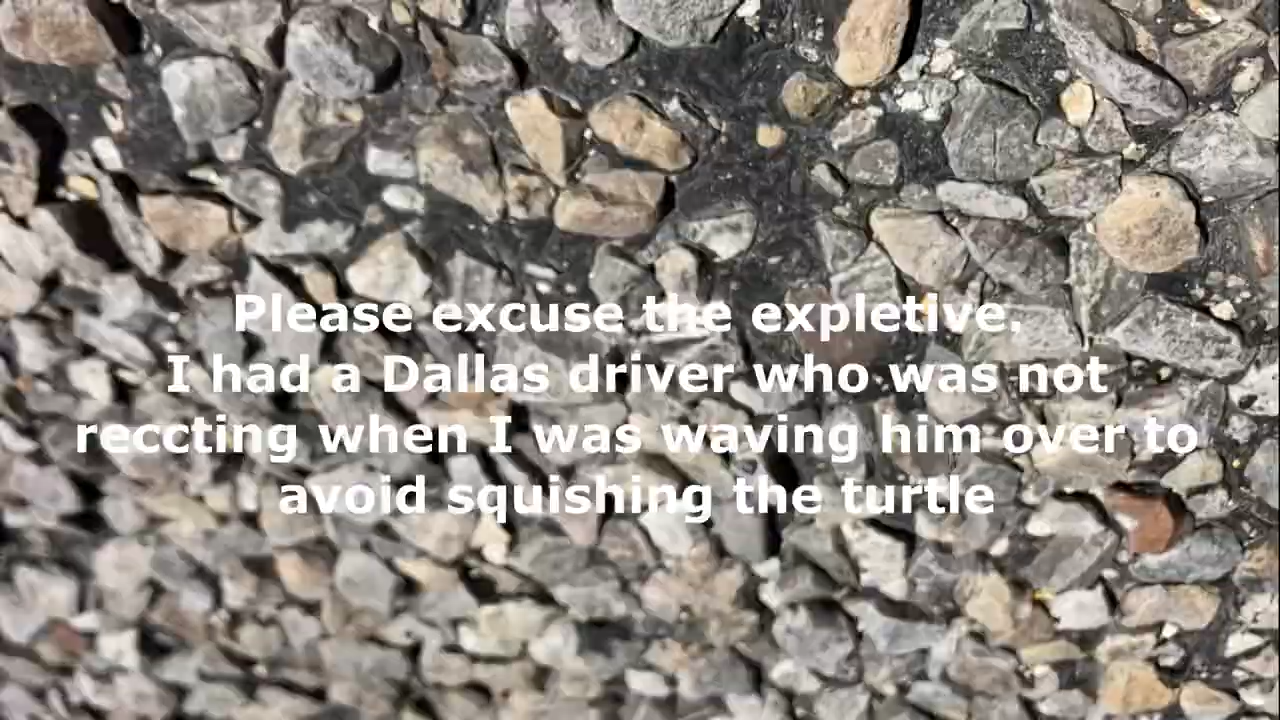 Please excuse the expletive.
I had a Dallas driver who was not
reccting when I was waving him over to
avoid squishing the turtle